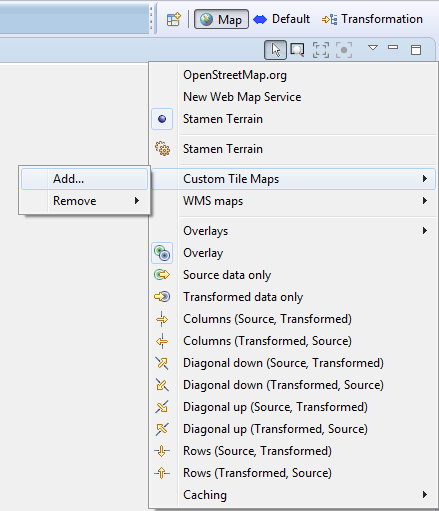 Map Default Transformation
OpenStreetMap.org
New Web Map Service
Stamen Terrain
Stamen Terrain
Add...
Custom Tile Maps
Remove
WMS maps
Overlays
Overlay
Source data only
Transformed data only
Columns (Source, Transformed)
Columns (Transformed, Source)
Diagonal down (Source, Transformed)
Diagonal down (Transformed, Source)
Diagonal up (Source, Transformed)
Diagonal up (Transformed, Source)
Rows (Source, Transformed)
Rows (Transformed, Source)
Caching